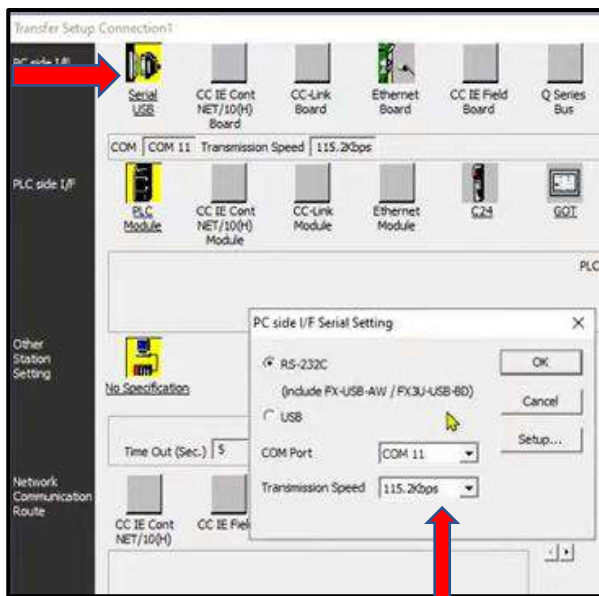 Transfer Setup Connection1
PC side I/F
Serial USB
CC IE Cont NET/10(H) Board
CC-Link Board
Ethernet Board
CC IE Field Board
Q Series Bus
COM COM 11 Transmission Speed 115.2Kbps
PLC side I/F
PLC Module
CC IE Cont NET/10(H) Module
CC-Link Module
Ethernet Module
C24
GOT
PLC
PC side I/F Serial Setting
RS-232C
(include FX-USB-AW / FX3U-USB-BD)
USB
COM Port COM 11
Transmission Speed 115.2Kbps
OK
Cancel
Setup...
Other Station Setting
No Specification
Time Out (Sec.) 5
Network Communication Route
CC IE Cont NET/10(H)
CC IE Fiel